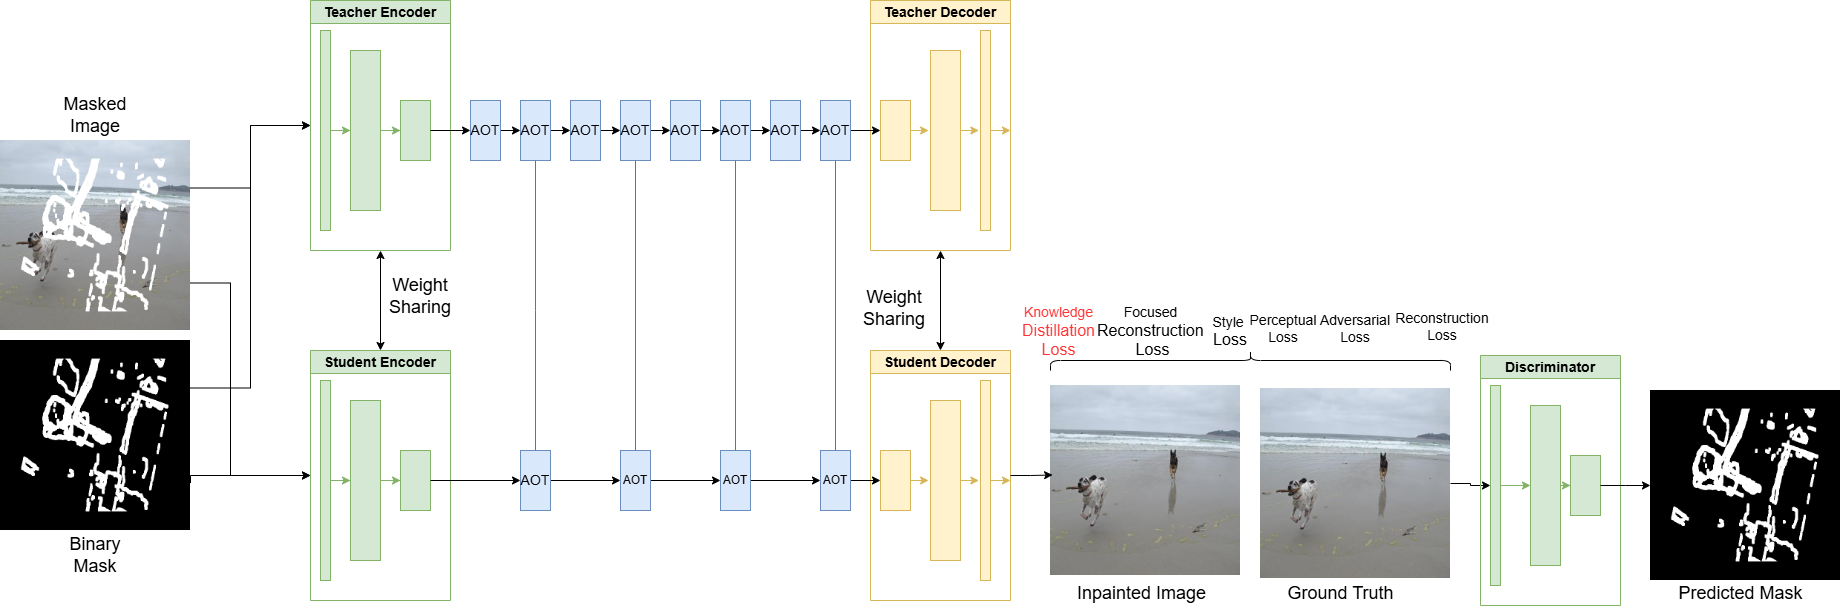 Teacher Encoder
Teacher Decoder
Masked
Image
AOT
AOT
AOT
AOT
AOT
AOT
AOT
AOT
Weight
Sharing
Weight
Sharing
Knowledge
Distillation
Loss
Focused
Reconstruction
Loss
Style
Loss
Perceptual
Loss
Adversarial
Loss
Reconstruction
Loss
Student Encoder
Student Decoder
Discriminator
AOT
AOT
AOT
AOT
Binary
Mask
Inpainted Image
Ground Truth
Predicted Mask